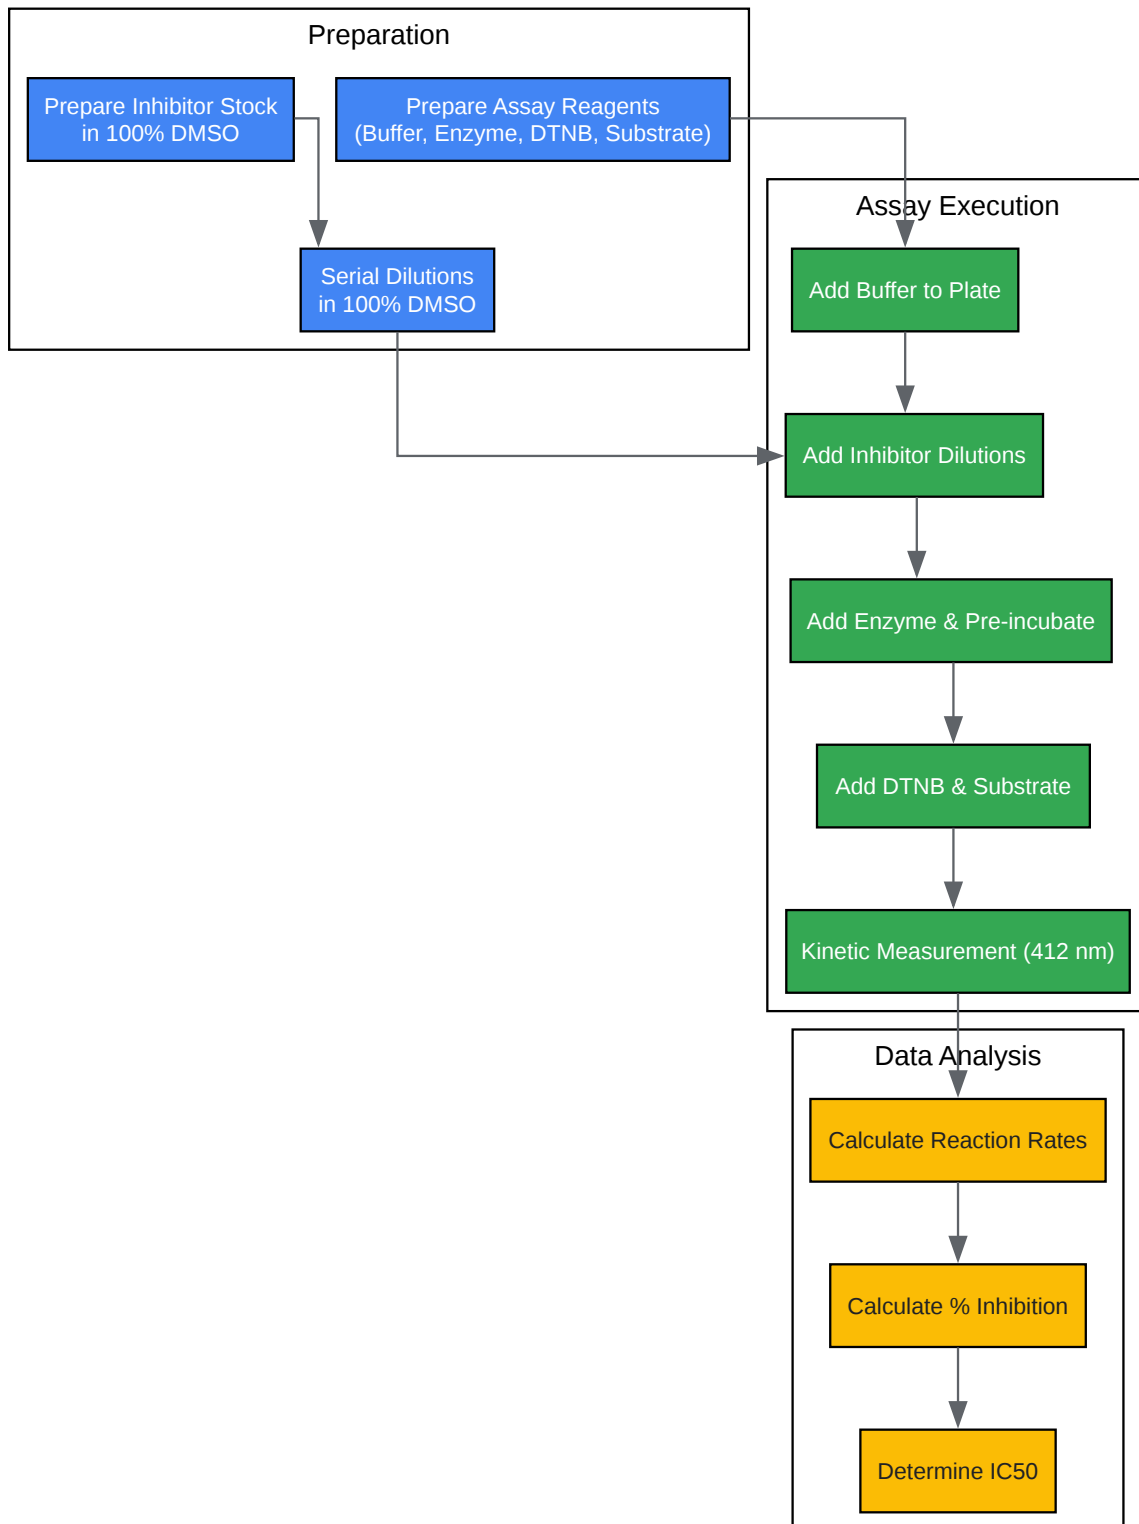 Preparation
Prepare Inhibitor Stock
in 100% DMSO
Prepare Assay Reagents
(Buffer, Enzyme, DTNB, Substrate)
Serial Dilutions
in 100% DMSO
Assay Execution
Add Buffer to Plate
Add Inhibitor Dilutions
Add Enzyme & Pre-incubate
Add DTNB & Substrate
Kinetic Measurement (412 nm)
Data Analysis
Calculate Reaction Rates
Calculate % Inhibition
Determine IC50